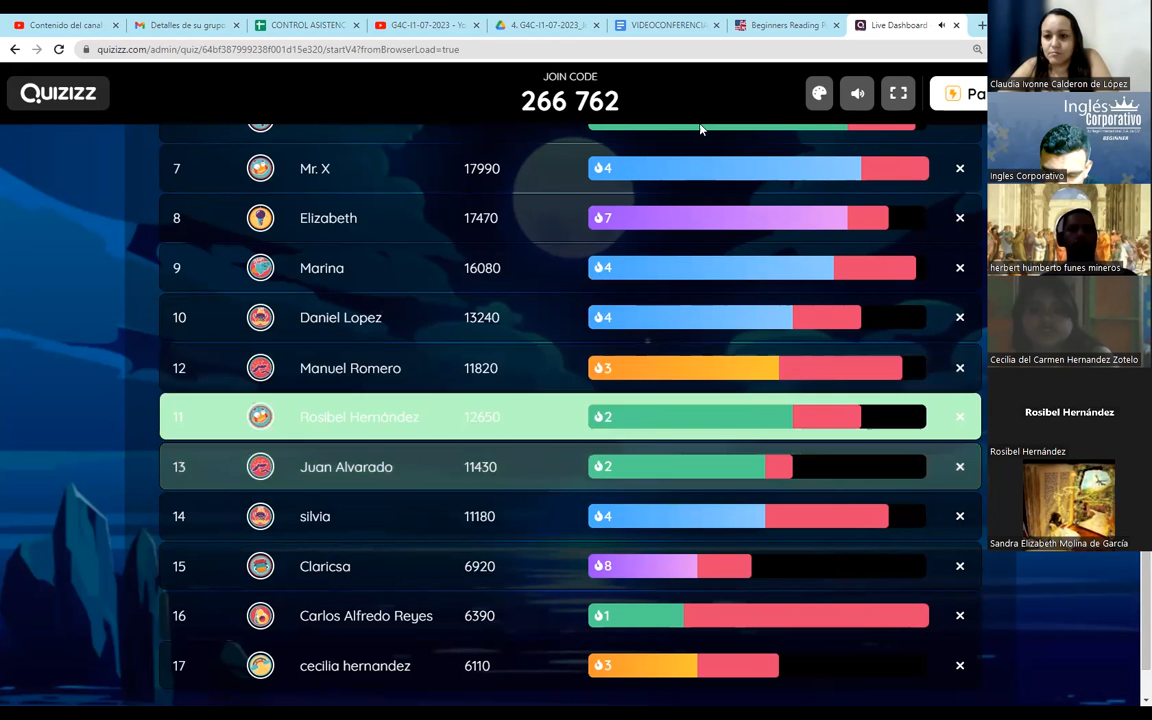 Contenido del canal
Detalles de su grupo
CONTROL ASISTENC
G4C-I1-07-2023 - Yo
4. G4C-I1-07-2023_
VIDEOCONFERENCIA
Beginners Reading P
Live Dashboard
quizizz.com/admin/quiz/64bf387999238f001d15e320/startV4?fromBrowserLoad=true
QUIZIZZ
JOIN CODE
266 762
Pa
7 Mr. X 17990 4
8 Elizabeth 17470 7
9 Marina 16080 4
10 Daniel Lopez 13240 4
12 Manuel Romero 11820 3
11 Rosibel Hernández 12650 2
13 Juan Alvarado 11430 2
14 silvia 11180 4
15 Claricsa 6920 8
16 Carlos Alfredo Reyes 6390 1
17 cecilia hernandez 6110 3
Claudia Ivonne Calderon de López
Inglés
Corporativo
BEGINNER
Ingles Corporativo
herbert humberto funes mineros
Cecilia del Carmen Hernandez Zotelo
Rosibel Hernández
Rosibel Hernández
Sandra Elizabeth Molina de García